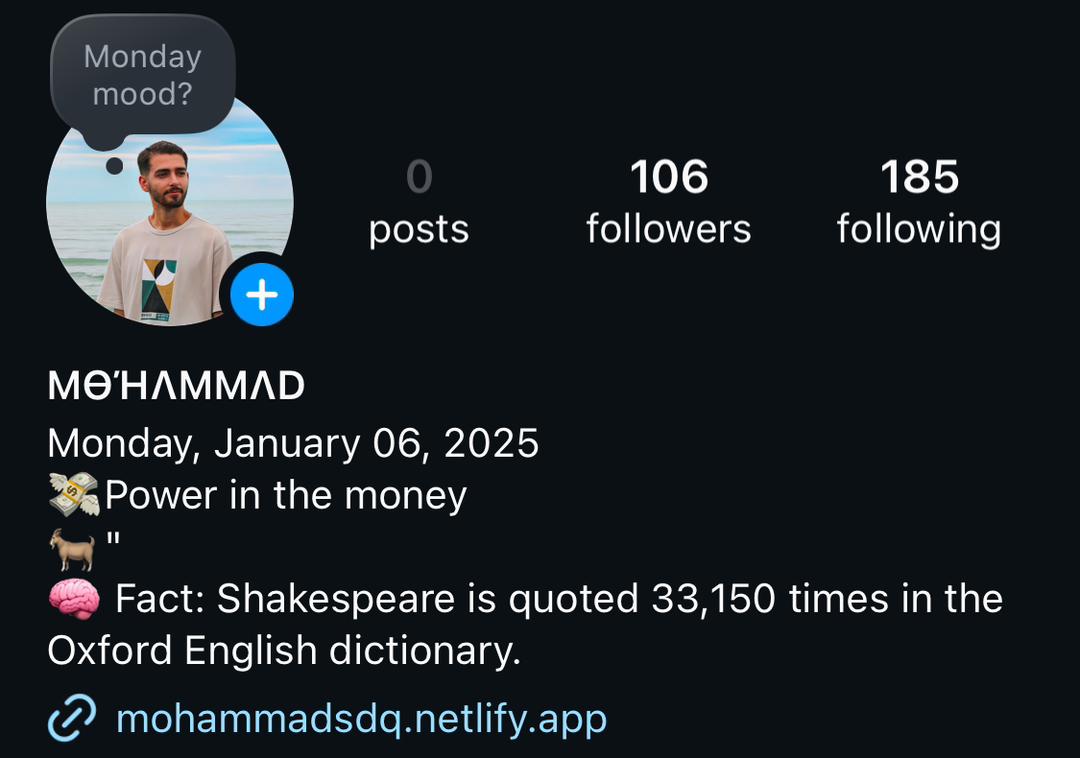 Monday
mood?
0 106 185
posts followers following
MѲΉΛMMΛD
Monday, January 06, 2025
💸Power in the money
🐐"
🧠 Fact: Shakespeare is quoted 33,150 times in the
Oxford English dictionary.
mohammadsdq.netlify.app